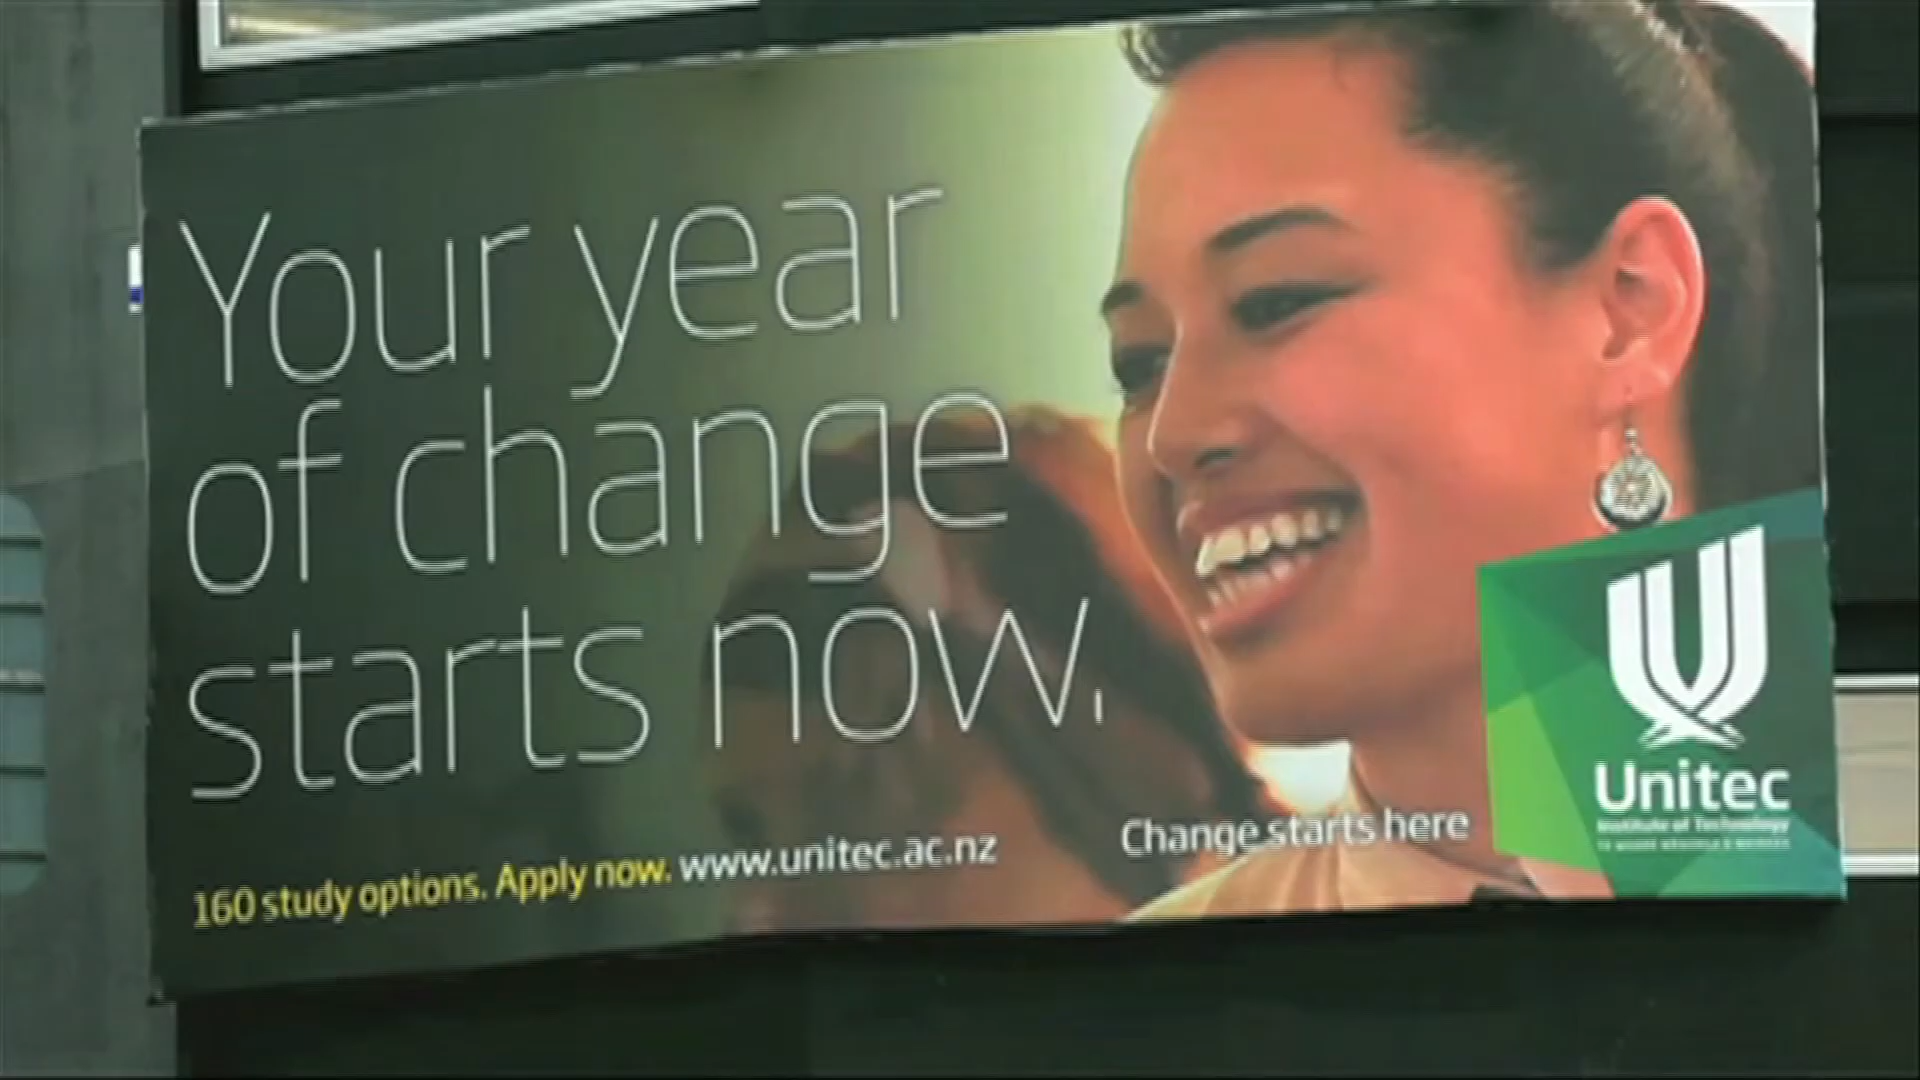 Your year
of change
starts now.
160 study options. Apply now. www.unitec.ac.nz
Change starts here
Unitec
Institute of Technology